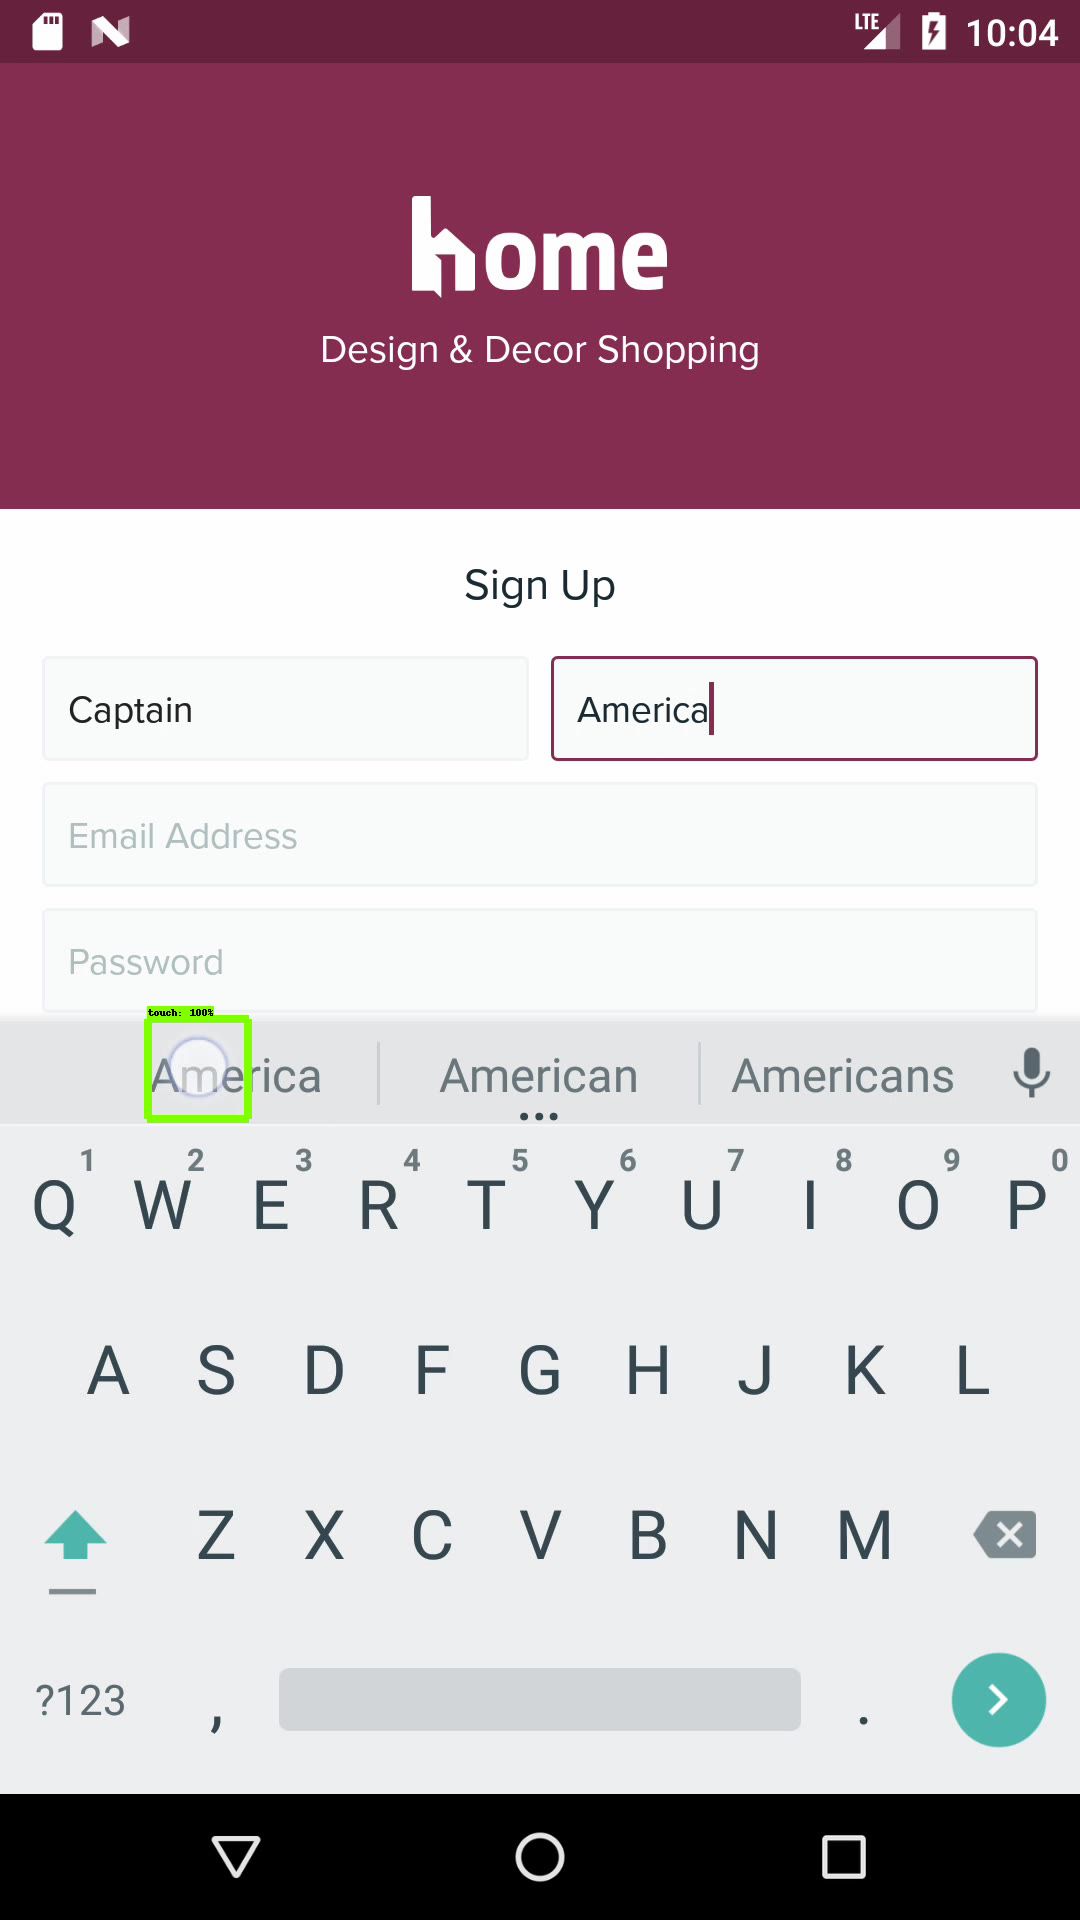 LTE 10:04
home
Design & Decor Shopping
Sign Up
Captain America
Email Address
Password
touch: 100%
America American Americans
1 2 3 4 5 6 7 8 9 0
Q W E R T Y U I O P
A S D F G H J K L
Z X C V B N M
?123 , .